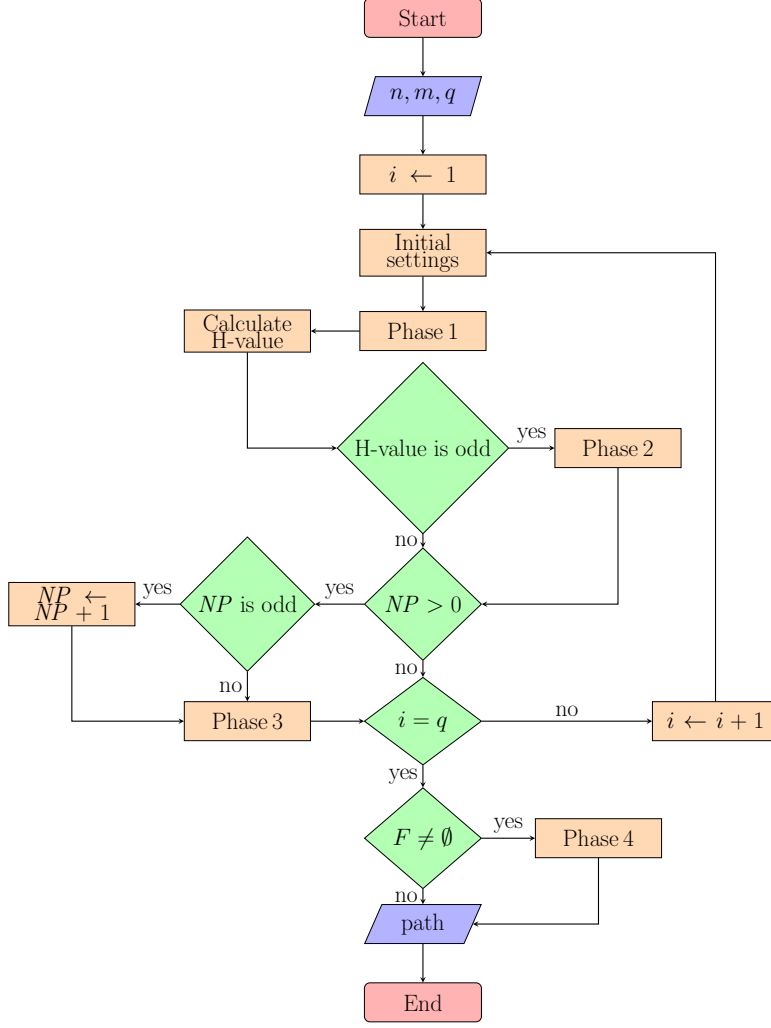 Start
n, m, q
i ← 1
Initial
settings
Calculate
H-value
Phase 1
H-value is odd
yes
Phase 2
no
NP ←
NP + 1
yes
NP is odd
yes
NP > 0
no
no
Phase 3
i = q
no
i ← i + 1
yes
F ≠ ∅
yes
Phase 4
no
path
End